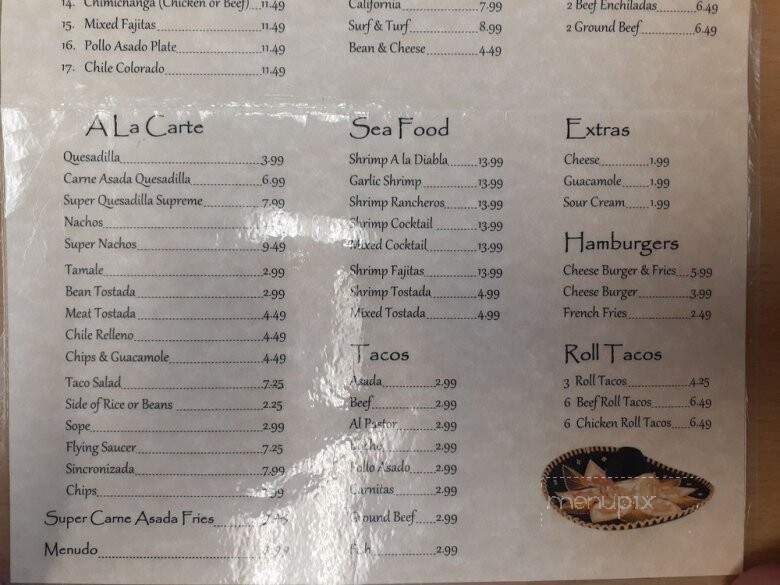 14. Chimichanga (Chicken or Beef) 11.49
15. Mixed Fajitas 11.49
16. Pollo Asado Plate 11.49
17. Chile Colorado 11.49
A La Carte
Quesadilla 3.99
Carne Asada Quesadilla 6.99
Super Quesadilla Supreme 7.99
Nachos
Super Nachos 9.49
Tamale 2.99
Bean Tostada 2.99
Meat Tostada 4.49
Chile Relleno 4.49
Chips & Guacamole 4.49
Taco Salad 7.25
Side of Rice or Beans 2.25
Sope 2.99
Flying Saucer 7.25
Sincronizada 7.99
Chips
Super Carne Asada Fries
Menudo
California 7.99
Surf & Turf 8.99
Bean & Cheese 4.49
Sea Food
Shrimp A la Diabla 13.99
Garlic Shrimp 13.99
Shrimp Rancheros 13.99
Shrimp Cocktail 13.99
Mixed Cocktail 13.99
Shrimp Fajitas 13.99
Shrimp Tostada 4.99
Mixed Tostada 4.99
Tacos
Asada 2.99
Beef 2.99
Al Pastor 2.99
2.99
Pollo Asado 2.99
Carnitas 2.99
Ground Beef 2.99
Fish 2.99
2 Beef Enchiladas 6.49
2 Ground Beef 6.49
Extras
Cheese 1.99
Guacamole 1.99
Sour Cream 1.99
Hamburgers
Cheese Burger & Fries 5.99
Cheese Burger 3.99
French Fries 2.49
Roll Tacos
3 Roll Tacos 4.25
6 Beef Roll Tacos 6.49
6 Chicken Roll Tacos 6.49
menupix